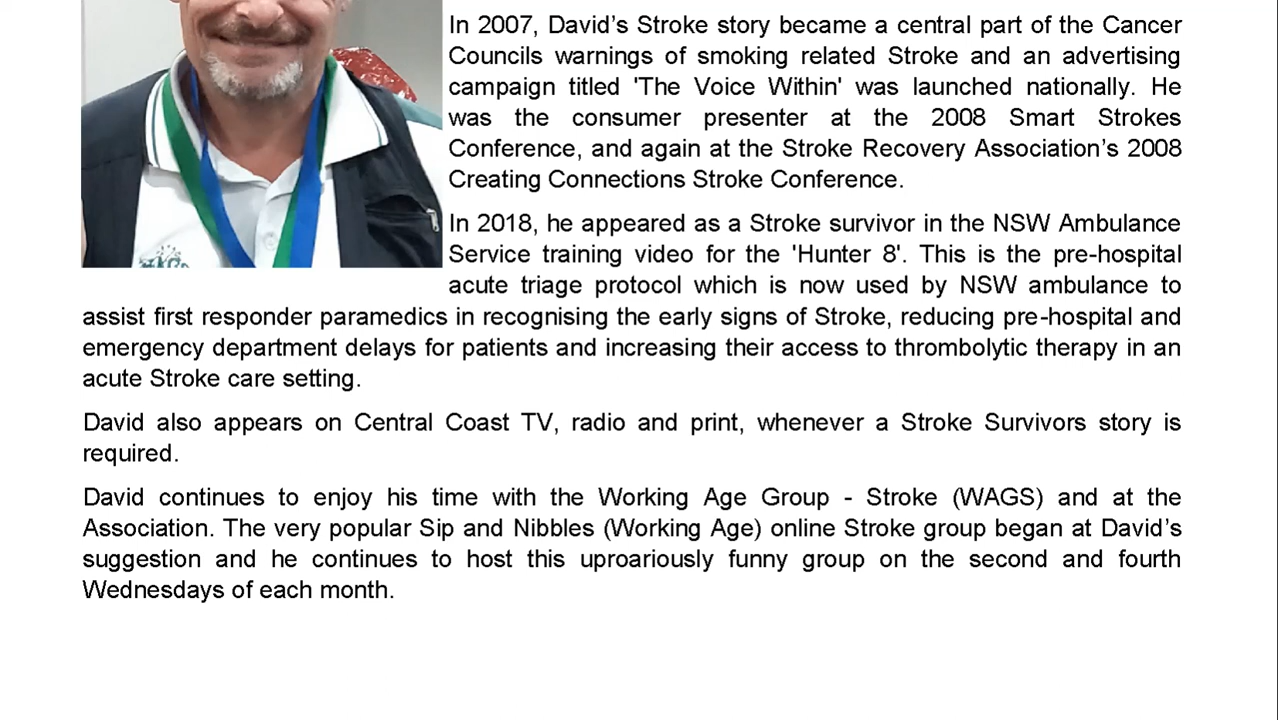 In 2007, David’s Stroke story became a central part of the Cancer
Councils warnings of smoking related Stroke and an advertising
campaign titled 'The Voice Within' was launched nationally. He
was the consumer presenter at the 2008 Smart Strokes
Conference, and again at the Stroke Recovery Association’s 2008
Creating Connections Stroke Conference.
In 2018, he appeared as a Stroke survivor in the NSW Ambulance
Service training video for the 'Hunter 8'. This is the pre-hospital
acute triage protocol which is now used by NSW ambulance to
assist first responder paramedics in recognising the early signs of Stroke, reducing pre-hospital and
emergency department delays for patients and increasing their access to thrombolytic therapy in an
acute Stroke care setting.
David also appears on Central Coast TV, radio and print, whenever a Stroke Survivors story is
required.
David continues to enjoy his time with the Working Age Group - Stroke (WAGS) and at the
Association. The very popular Sip and Nibbles (Working Age) online Stroke group began at David’s
suggestion and he continues to host this uproariously funny group on the second and fourth
Wednesdays of each month.